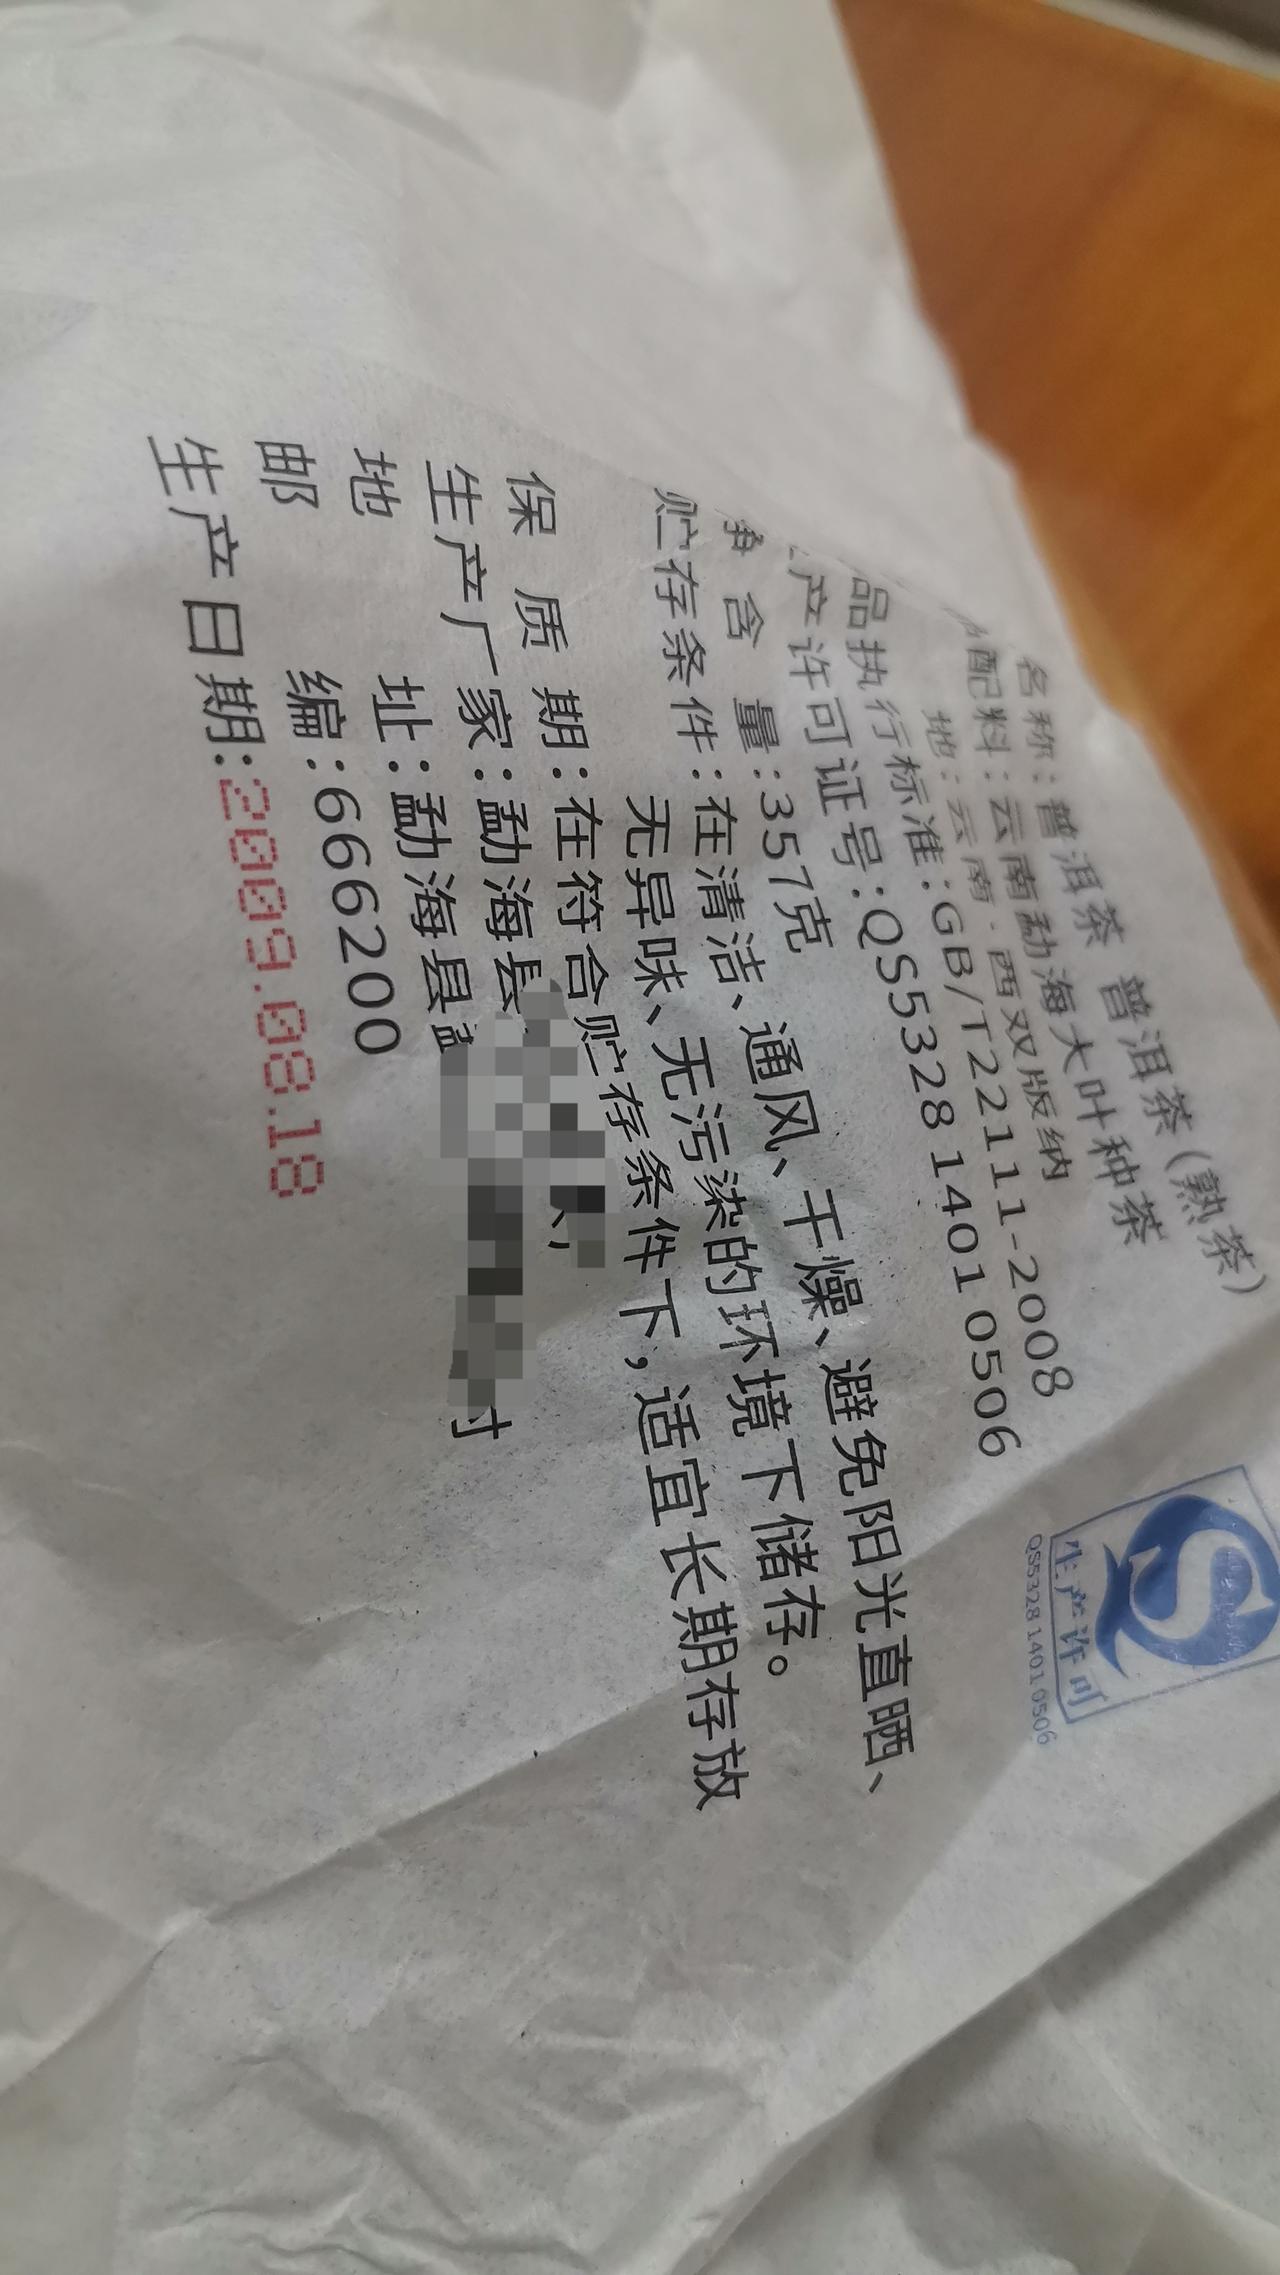 名称：普洱茶 普洱茶(熟茶)
配料：云南勐海大叶种茶
地：云南·西双版纳
品执行标准：GB/T22111-2008
产许可证号：QS5328 1401 0506
净含量：357克
贮存条件：在清洁、通风、干燥、避免阳光直晒、
无异味、无污染的环境下储存。
保质期：在符合贮存条件下，适宜长期存放
生产厂家：勐海县
地址：勐海县
邮编：666200
生产日期：2009.08.18
生产许可
QS5328 1401 0506